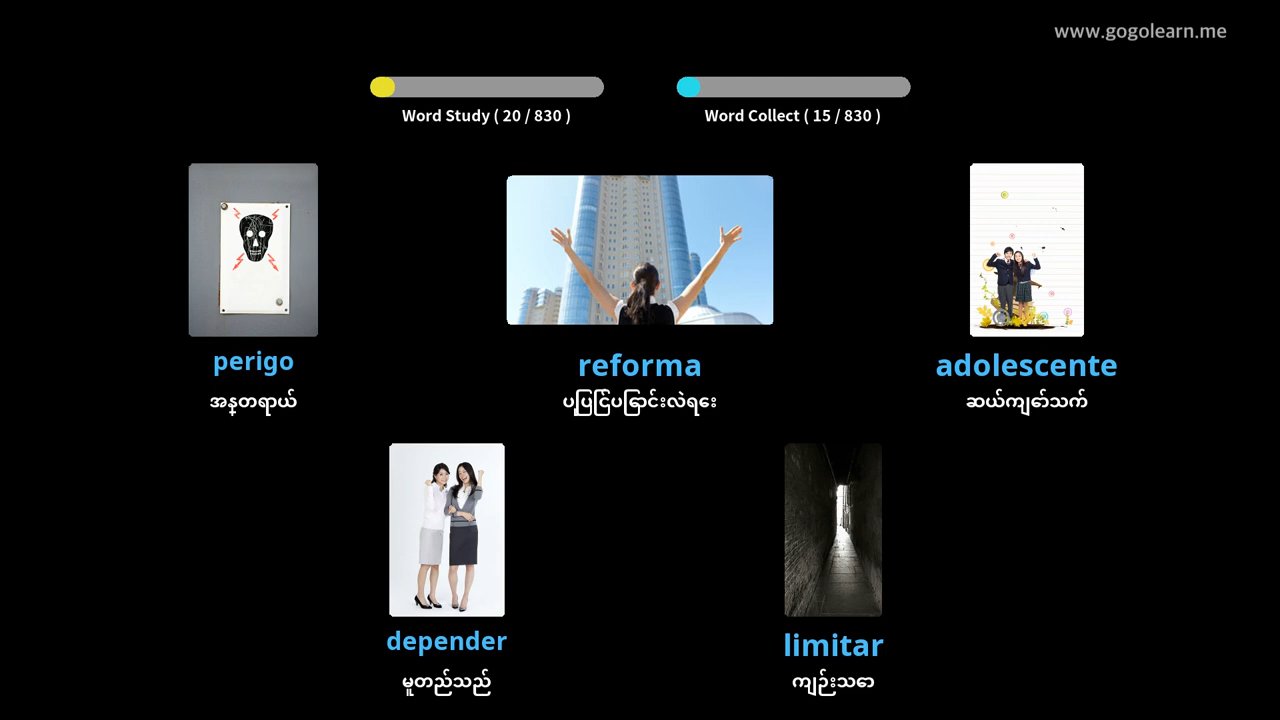 www.gogolearn.me
Word Study ( 20 / 830 )
Word Collect ( 15 / 830 )
perigo
အန္တရာယ်
reforma
ပြုပြင်ပြောင်းလဲရေး
adolescente
ဆယ်ကျော်သက်
depender
မူတည်သည်
limitar
ကျဉ်းသော